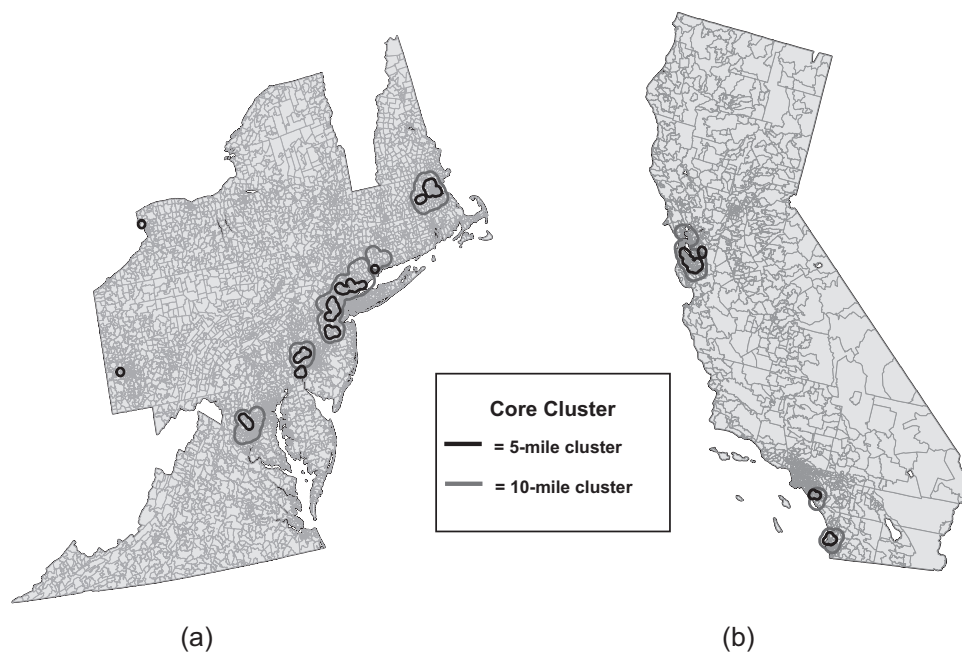 Core Cluster
= 5-mile cluster
= 10-mile cluster
(a)
(b)